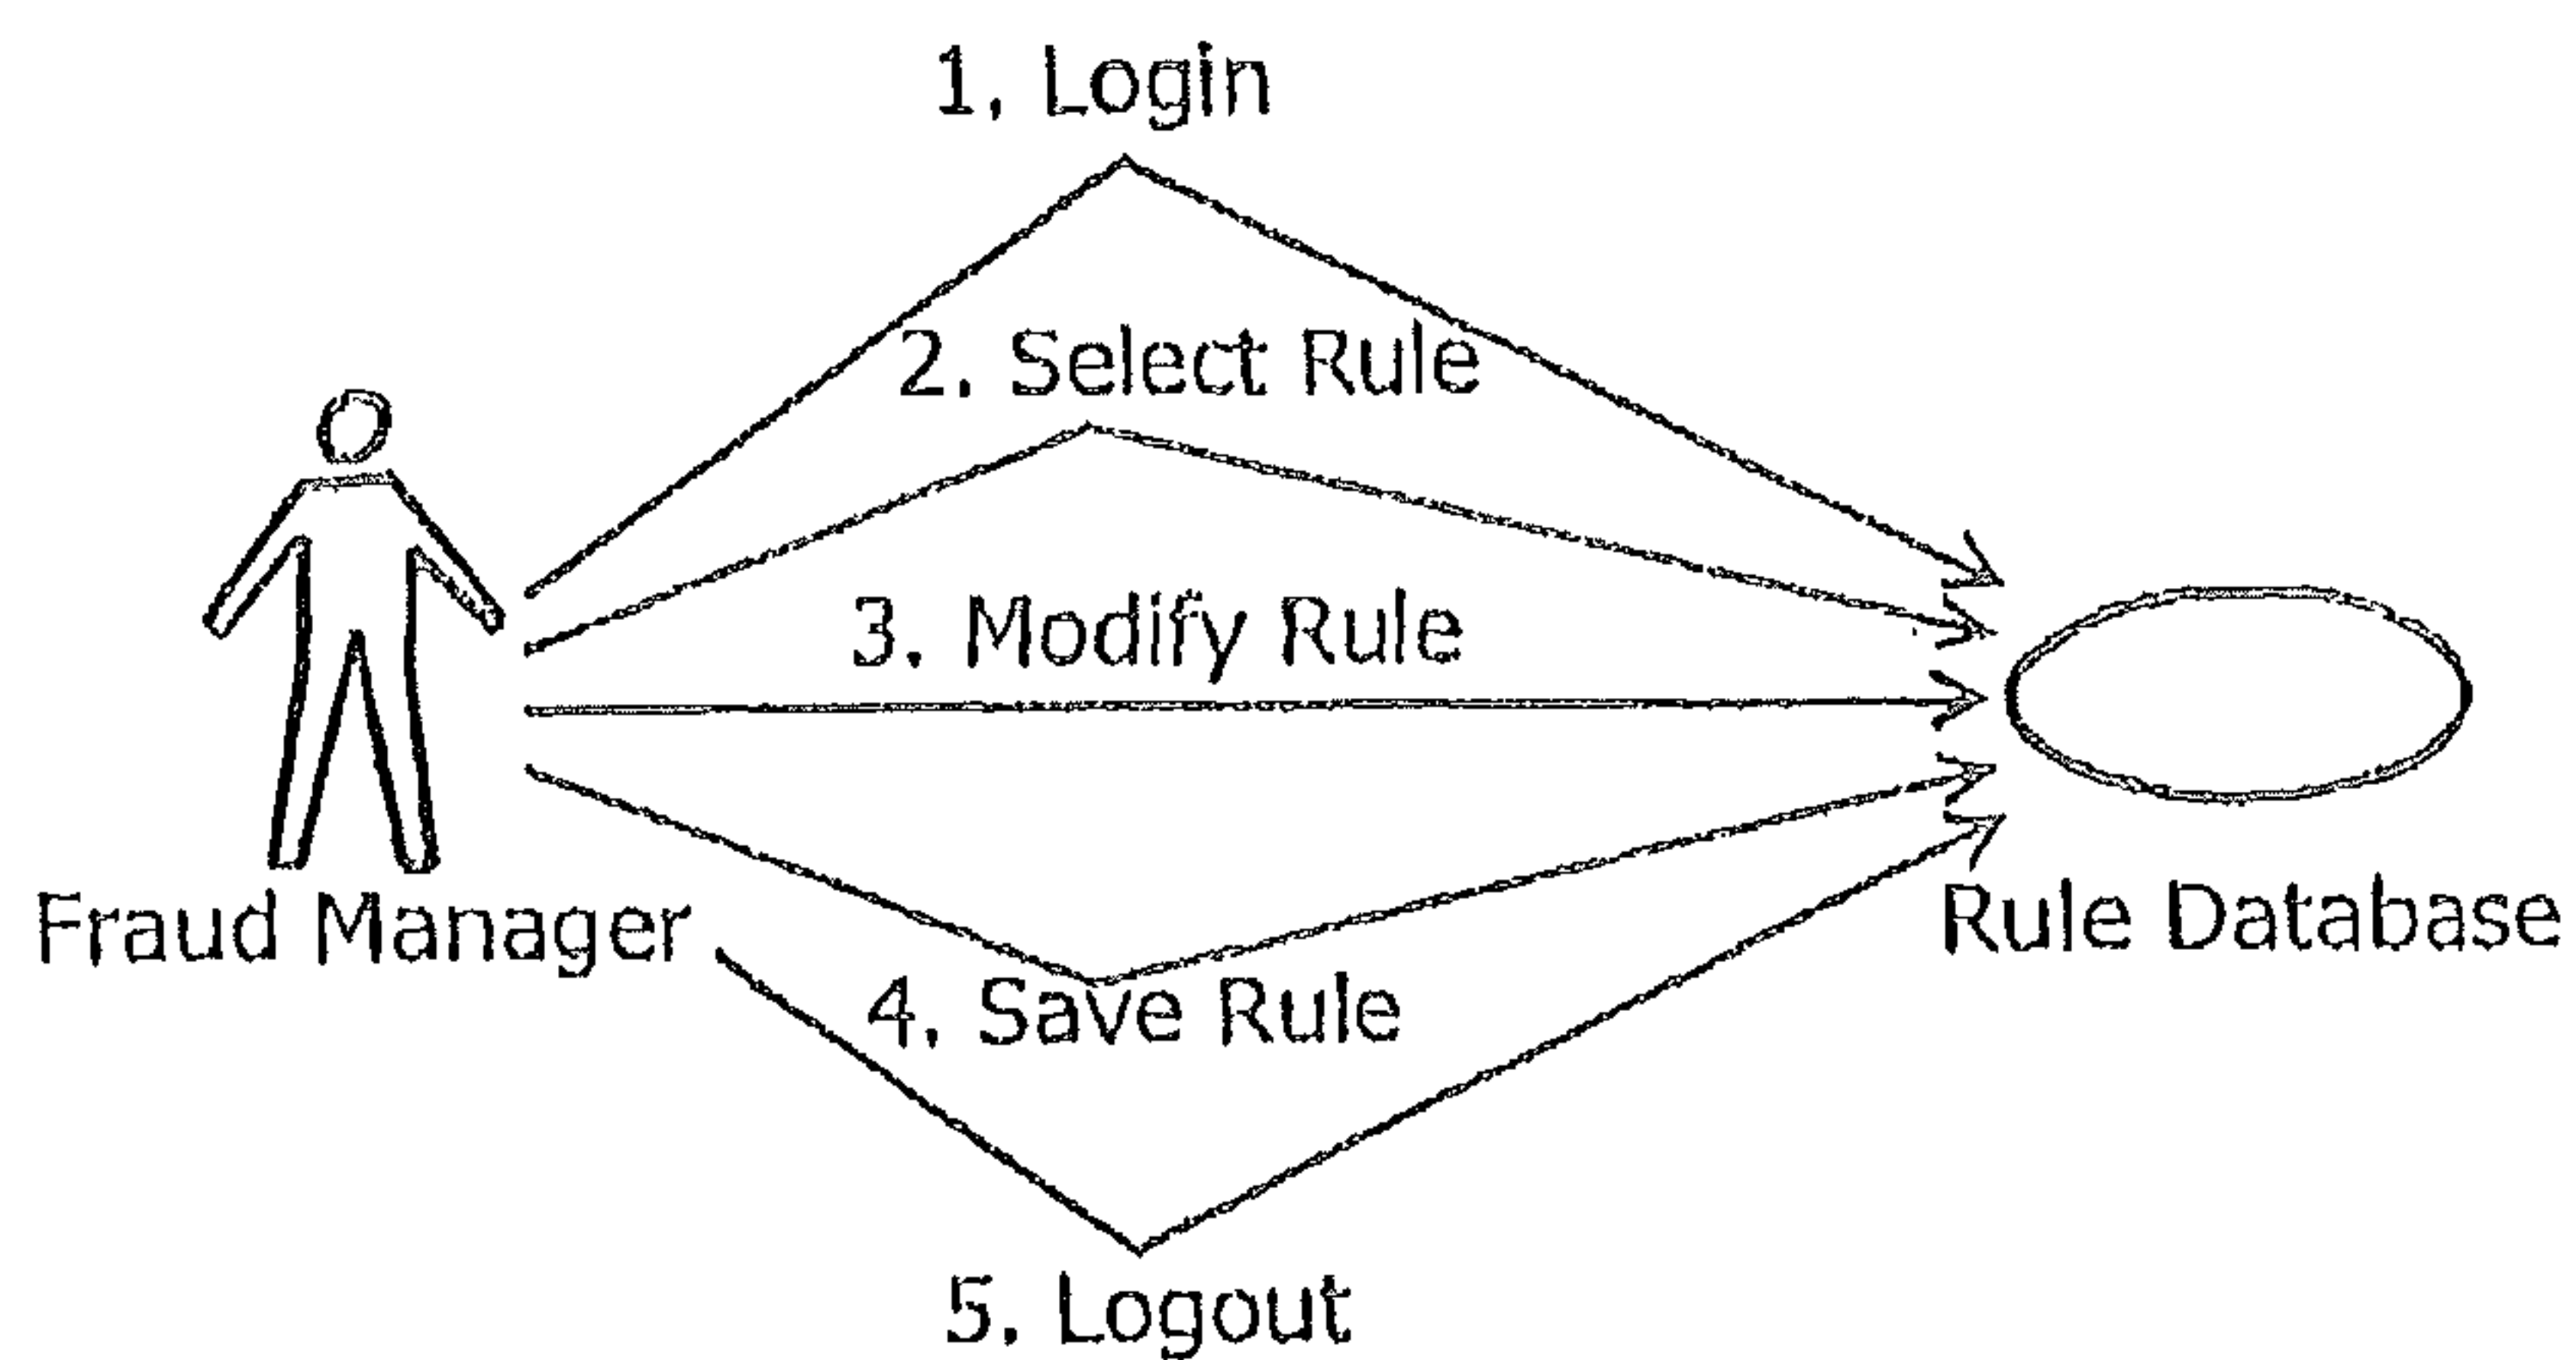 1. Login
2. Select Rule
3. Modify Rule
Fraud Manager
Rule Database
4. Save Rule
5. Logout